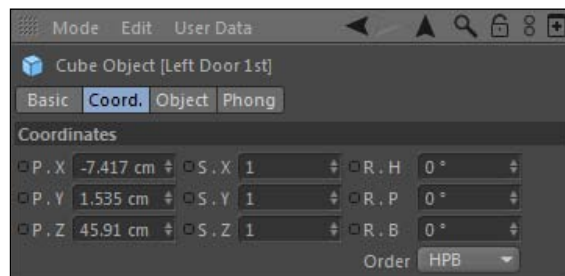 Mode Edit User Data
Cube Object [Left Door 1st]
Basic Coord. Object Phong
Coordinates
P . X -7.417 cm S . X 1 R . H 0 °
P . Y 1.535 cm S . Y 1 R . P 0 °
P . Z 45.91 cm S . Z 1 R . B 0 °
Order HPB